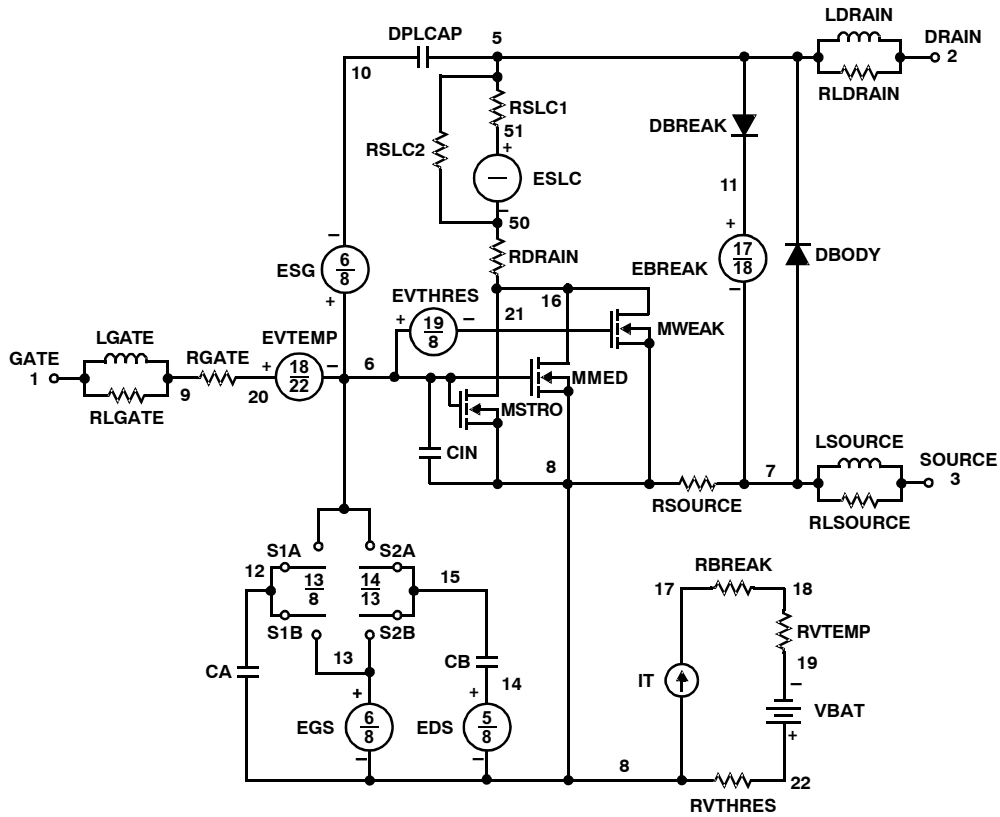 LDRAIN
DPLCAP 5 DRAIN
10 2
RSLC1 RLDRAIN
51
DBREAK
RSLC2 +
ESLC
11
−
50
− +
RDRAIN 17
18
6
8
ESG EBREAK DBODY
+ EVTHRES 16 −
+ 19
8 − 21
MWEAK
LGATE EVTEMP
GATE RGATE + 18
22 − 6
1 MMED
9 20
RLGATE MSTRO
CIN LSOURCE
8 7 SOURCE
3
RSOURCE
RLSOURCE
S1A S2A
12 13
8 14
13 15 17 RBREAK 18
S1B S2B
RVTEMP
13
CA CB 19
14 IT −
+ + VBAT
EGS 6
8 EDS 5
8 +
− − 8
22
RVTHRES